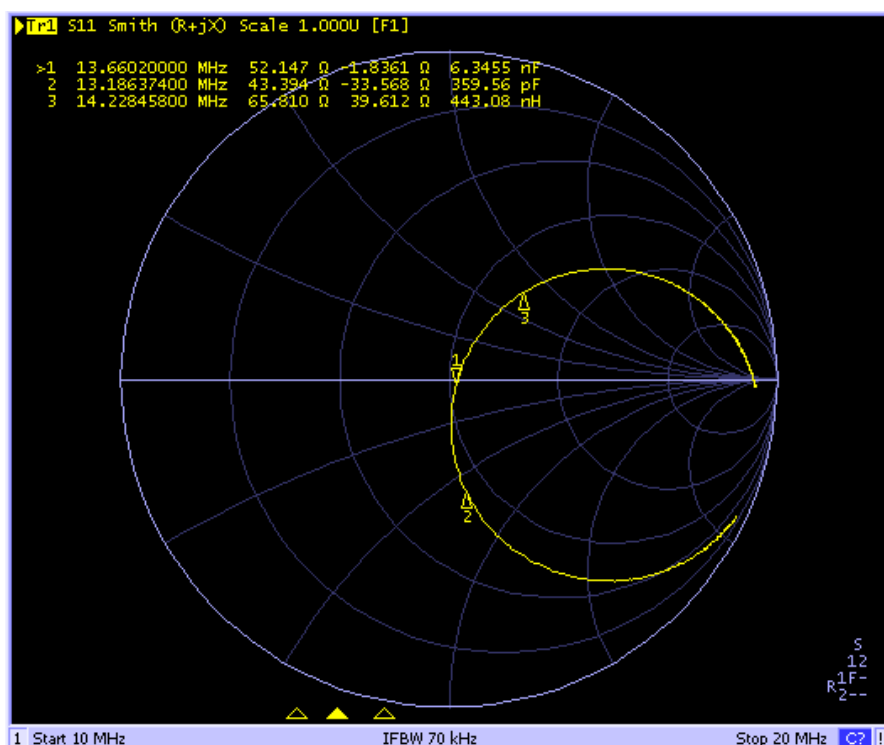 Tr1 S11 Smith (R+jX) Scale 1.000U [F1]
>1 13.66020000 MHz 52.147 Ω -1.8361 Ω 6.3455 nF
2 13.18637400 MHz 43.394 Ω -33.568 Ω 359.56 pF
3 14.22845800 MHz 65.810 Ω 39.612 Ω 443.08 nH
3
1
2
S
12
R1F-
2--
1 Start 10 MHz IFBW 70 kHz Stop 20 MHz C? !